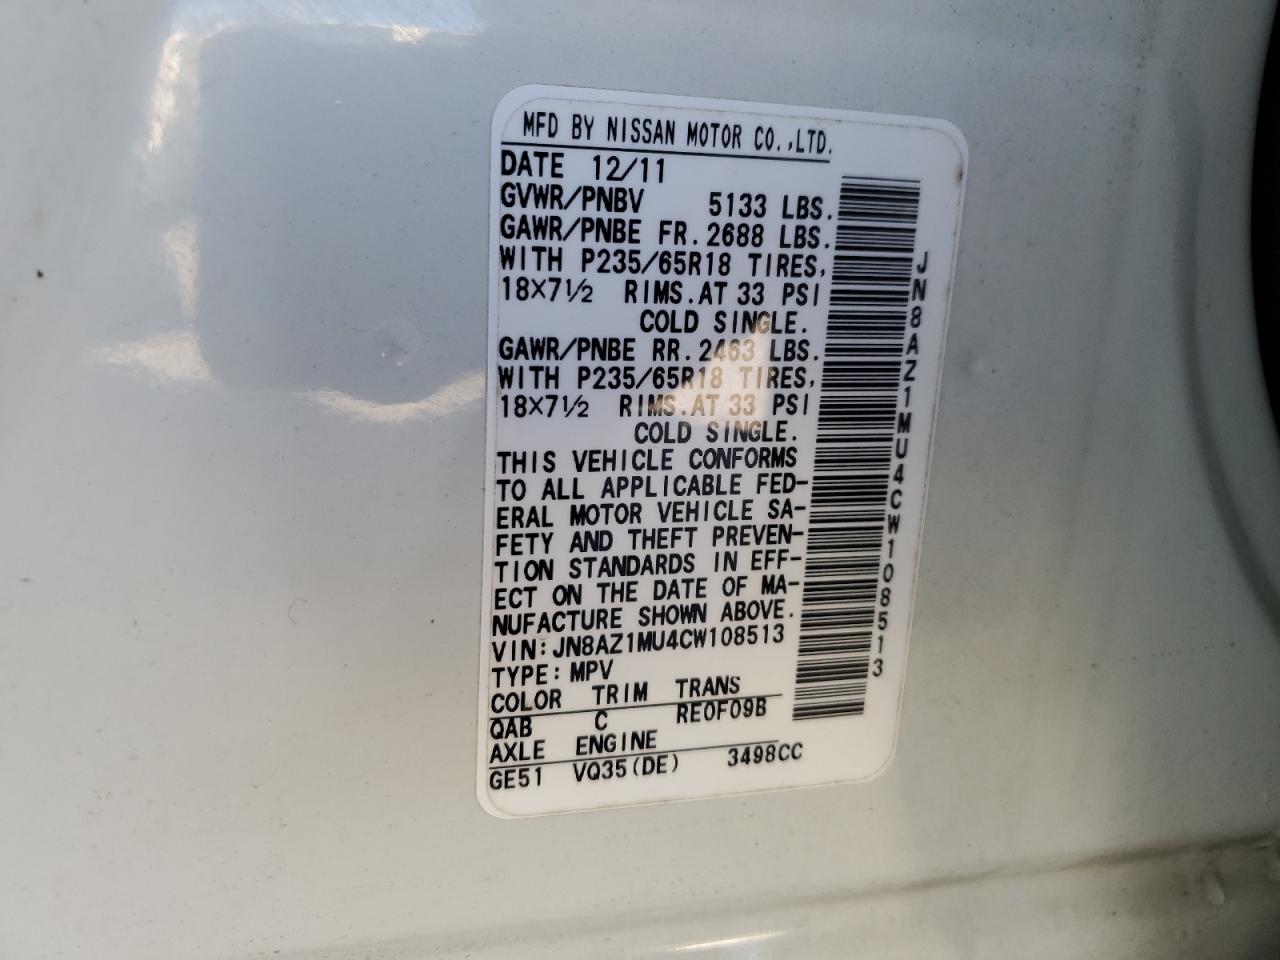 MFD BY NISSAN MOTOR CO.,LTD.
DATE 12/11
GVWR/PNBV 5133 LBS.
GAWR/PNBE FR. 2688 LBS.
WITH P235/65R18 TIRES,
18×7½ RIMS. AT 33 PSI
COLD SINGLE.
GAWR/PNBE RR. 2463 LBS.
WITH P235/65R18 TIRES,
18×7½ RIMS. AT 33 PSI
COLD SINGLE.
THIS VEHICLE CONFORMS
TO ALL APPLICABLE FED-
ERAL MOTOR VEHICLE SA-
FETY AND THEFT PREVEN-
TION STANDARDS IN EFF-
ECT ON THE DATE OF MA-
NUFACTURE SHOWN ABOVE.
VIN: JN8AZ1MU4CW108513
TYPE: MPV
COLOR TRIM TRANS
QAB C RE0F09B
AXLE ENGINE
GE51 VQ35(DE) 3498CC
JN8AZ1MU4CW108513